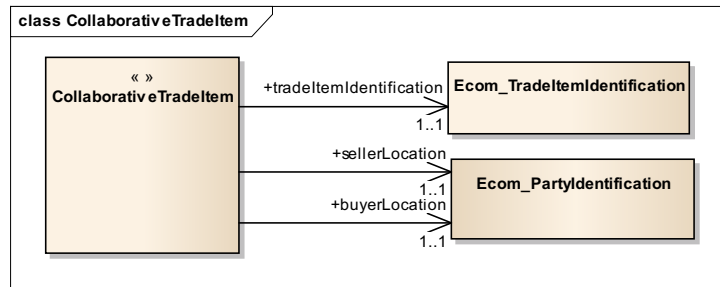 class CollaborativeTradeItem
« »
CollaborativeTradeItem
+tradeItemIdentification
1..1
Ecom_TradeItemIdentification
+sellerLocation
1..1
+buyerLocation
1..1
Ecom_PartyIdentification